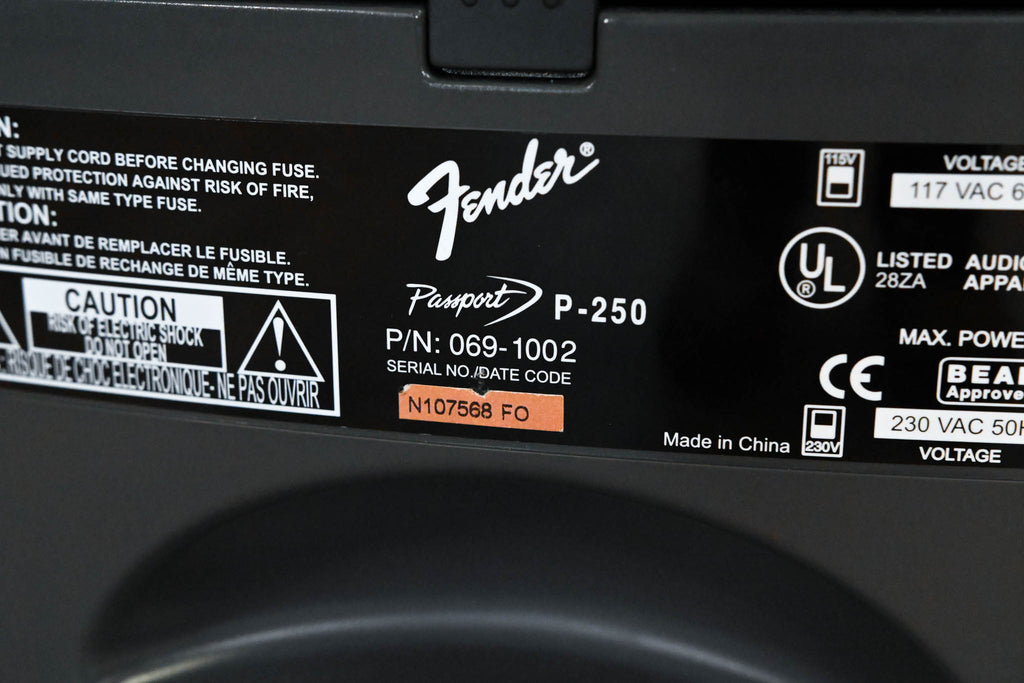 N:
T SUPPLY CORD BEFORE CHANGING FUSE.
UED PROTECTION AGAINST RISK OF FIRE,
NLY WITH SAME TYPE FUSE.
TION:
ER AVANT DE REMPLACER LE FUSIBLE.
N FUSIBLE DE RECHANGE DE MÊME TYPE.
CAUTION
RISK OF ELECTRIC SHOCK
DO NOT OPEN
: RISQUE DE CHOC ELECTRONIQUE- NE PAS OUVRIR
!
Fender®
Passport P-250
P/N: 069-1002
SERIAL NO./DATE CODE
N107568 FO
Made in China
115V
VOLTAGE
117 VAC 6
UL ®
LISTED
28ZA
AUDIO
APPA
MAX. POWE
CE
BEA
Approve
230V
230 VAC 50H
VOLTAGE